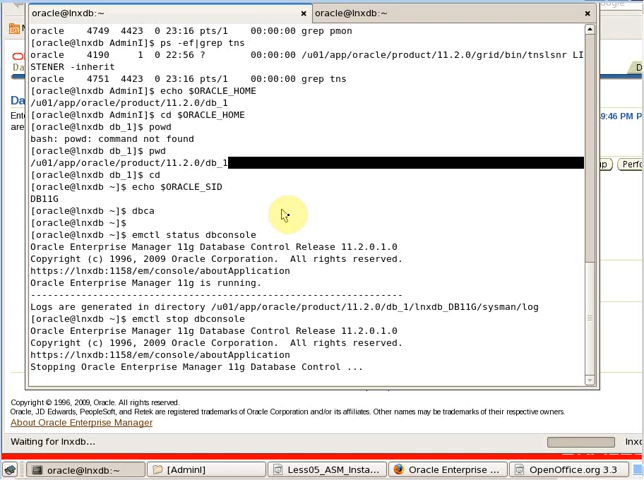 oracle@lnxdb:~
oracle@lnxdb:~
oracle    4749  4423  0 23:16 pts/1    00:00:00 grep pmon
[oracle@lnxdb AdminI]$ ps -ef|grep tns
oracle    4190     1  0 22:56 ?        00:00:00 /u01/app/oracle/product/11.2.0/grid/bin/tnslsnr LI
STENER -inherit
oracle    4751  4423  0 23:16 pts/1    00:00:00 grep tns
[oracle@lnxdb AdminI]$ echo $ORACLE_HOME
/u01/app/oracle/product/11.2.0/db_1
[oracle@lnxdb AdminI]$ cd $ORACLE_HOME
[oracle@lnxdb db_1]$ powd
bash: powd: command not found
[oracle@lnxdb db_1]$ pwd
/u01/app/oracle/product/11.2.0/db_1
[oracle@lnxdb db_1]$ cd
[oracle@lnxdb ~]$ echo $ORACLE_SID
DB11G
[oracle@lnxdb ~]$ dbca
[oracle@lnxdb ~]$
[oracle@lnxdb ~]$ emctl status dbconsole
Oracle Enterprise Manager 11g Database Control Release 11.2.0.1.0
Copyright (c) 1996, 2009 Oracle Corporation. All rights reserved.
https://lnxdb:1158/em/console/aboutApplication
Oracle Enterprise Manager 11g is running.
------------------------------------------------------------------
Logs are generated in directory /u01/app/oracle/product/11.2.0/db_1/lnxdb_DB11G/sysman/log
[oracle@lnxdb ~]$ emctl stop dbconsole
Oracle Enterprise Manager 11g Database Control Release 11.2.0.1.0
Copyright (c) 1996, 2009 Oracle Corporation. All rights reserved.
https://lnxdb:1158/em/console/aboutApplication
Stopping Oracle Enterprise Manager 11g Database Control ...
Da
Ente
are
9:46 PM
up
Perfo
Copyright © 1996, 2009, Oracle. All rights reserved.
Oracle, JD Edwards, PeopleSoft, and Retek are registered trademarks of Oracle Corporation and/or its affiliates. Other names may be trademarks of their respective owners.
About Oracle Enterprise Manager
Waiting for lnxdb...
lnxd
oracle@lnxdb:~
[AdminI]
Less05_ASM_Insta...
Oracle Enterprise ...
OpenOffice.org 3.3